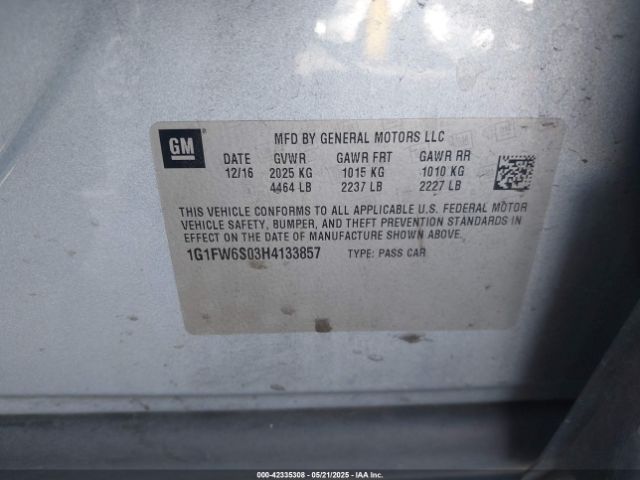 GM
MFD BY GENERAL MOTORS LLC
DATE GVWR GAWR FRT GAWR RR
12/16 2025 KG 1015 KG 1010 KG
4464 LB 2237 LB 2227 LB
THIS VEHICLE CONFORMS TO ALL APPLICABLE U.S. FEDERAL MOTOR
VEHICLE SAFETY, BUMPER, AND THEFT PREVENTION STANDARDS IN
EFFECT ON THE DATE OF MANUFACTURE SHOWN ABOVE.
1G1FW6S03H4133857 TYPE: PASS CAR
000-42335308 - 05/21/2025 - IAA, Inc.